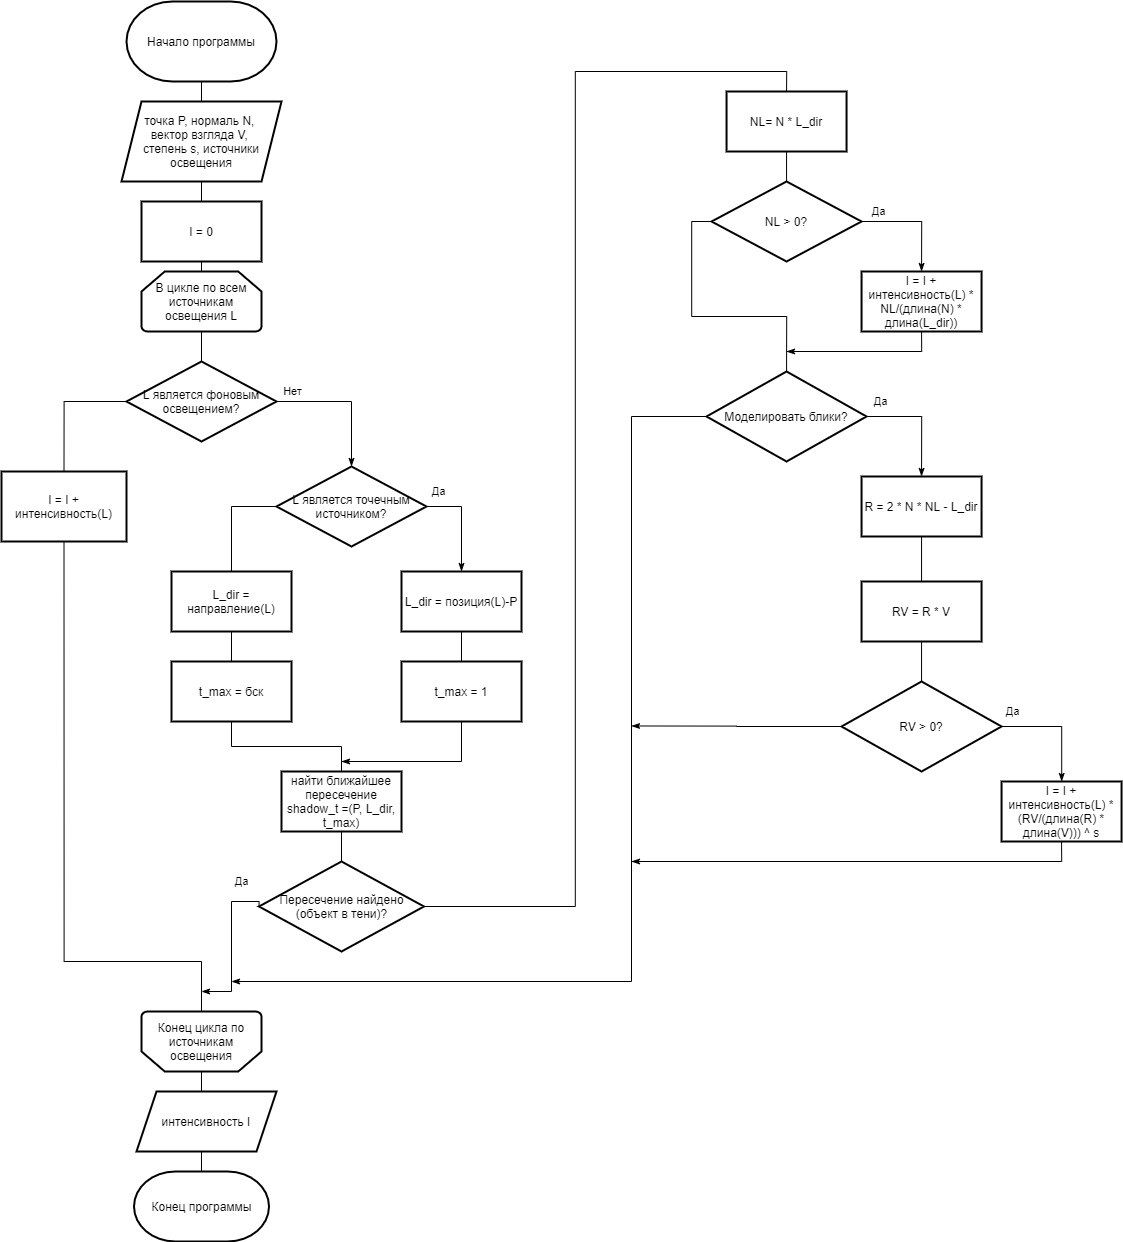 Начало программы
точка P, нормаль N,
вектор взгляда V,
степень s, источники
освещения
I = 0
В цикле по всем
источникам
освещения L
L является фоновым
освещением?
Нет
I = I +
интенсивность(L)
L является точечным
источником?
Да
L_dir =
направление(L)
L_dir = позиция(L)-P
t_max = бск
t_max = 1
найти ближайшее
пересечение
shadow_t =(P, L_dir,
t_max)
Да
Пересечение найдено
(объект в тени)?
NL= N * L_dir
NL > 0?
Да
I = I +
интенсивность(L) *
NL/(длина(N) *
длина(L_dir))
Моделировать блики?
Да
R = 2 * N * NL - L_dir
RV = R * V
RV > 0?
Да
I = I +
интенсивность(L) *
(RV/(длина(R) *
длина(V))) ^ s
Конец цикла по
источникам
освещения
интенсивность I
Конец программы